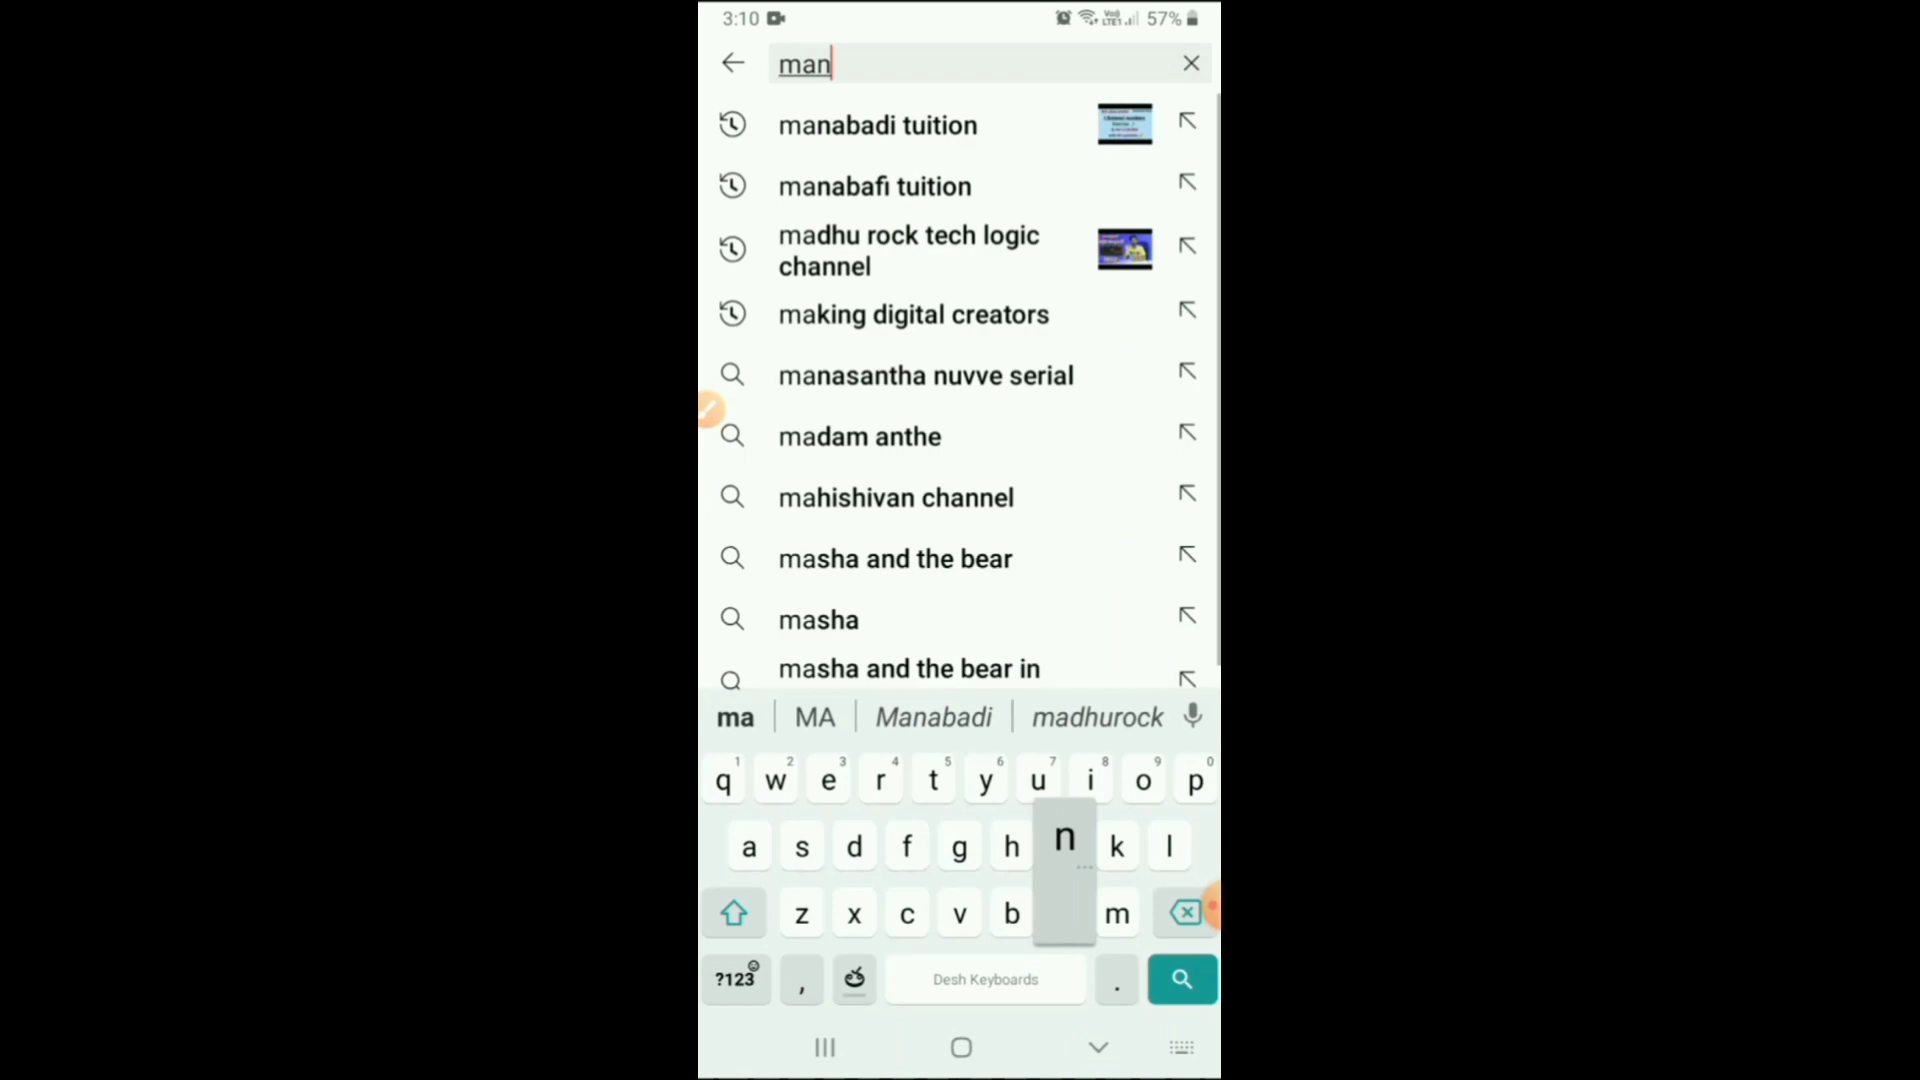 3:10
Vo)) LTE1 57%
man
manabadi tuition
manabafi tuition
madhu rock tech logic
channel
making digital creators
manasantha nuvve serial
madam anthe
mahishivan channel
masha and the bear
masha
masha and the bear in
ma MA Manabadi madhurock
1 2 3 4 5 6 7 8 9 0
q w e r t y u i o p
a s d f g h n k l
z x c v b m
?123 , త Desh Keyboards .